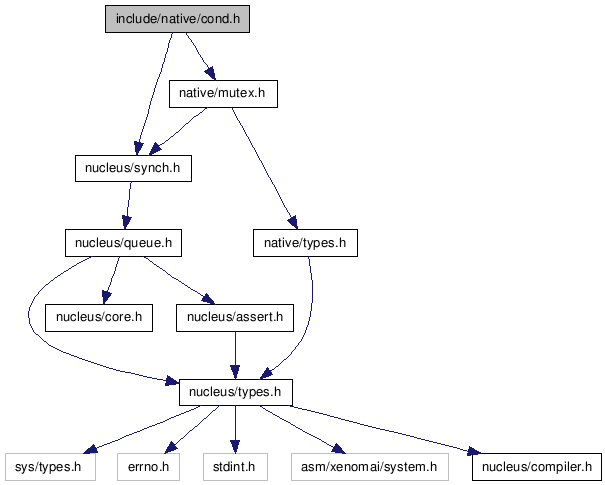 include/native/cond.h
native/mutex.h
nucleus/synch.h
nucleus/queue.h
native/types.h
nucleus/core.h
nucleus/assert.h
nucleus/types.h
sys/types.h
errno.h
stdint.h
asm/xenomai/system.h
nucleus/compiler.h